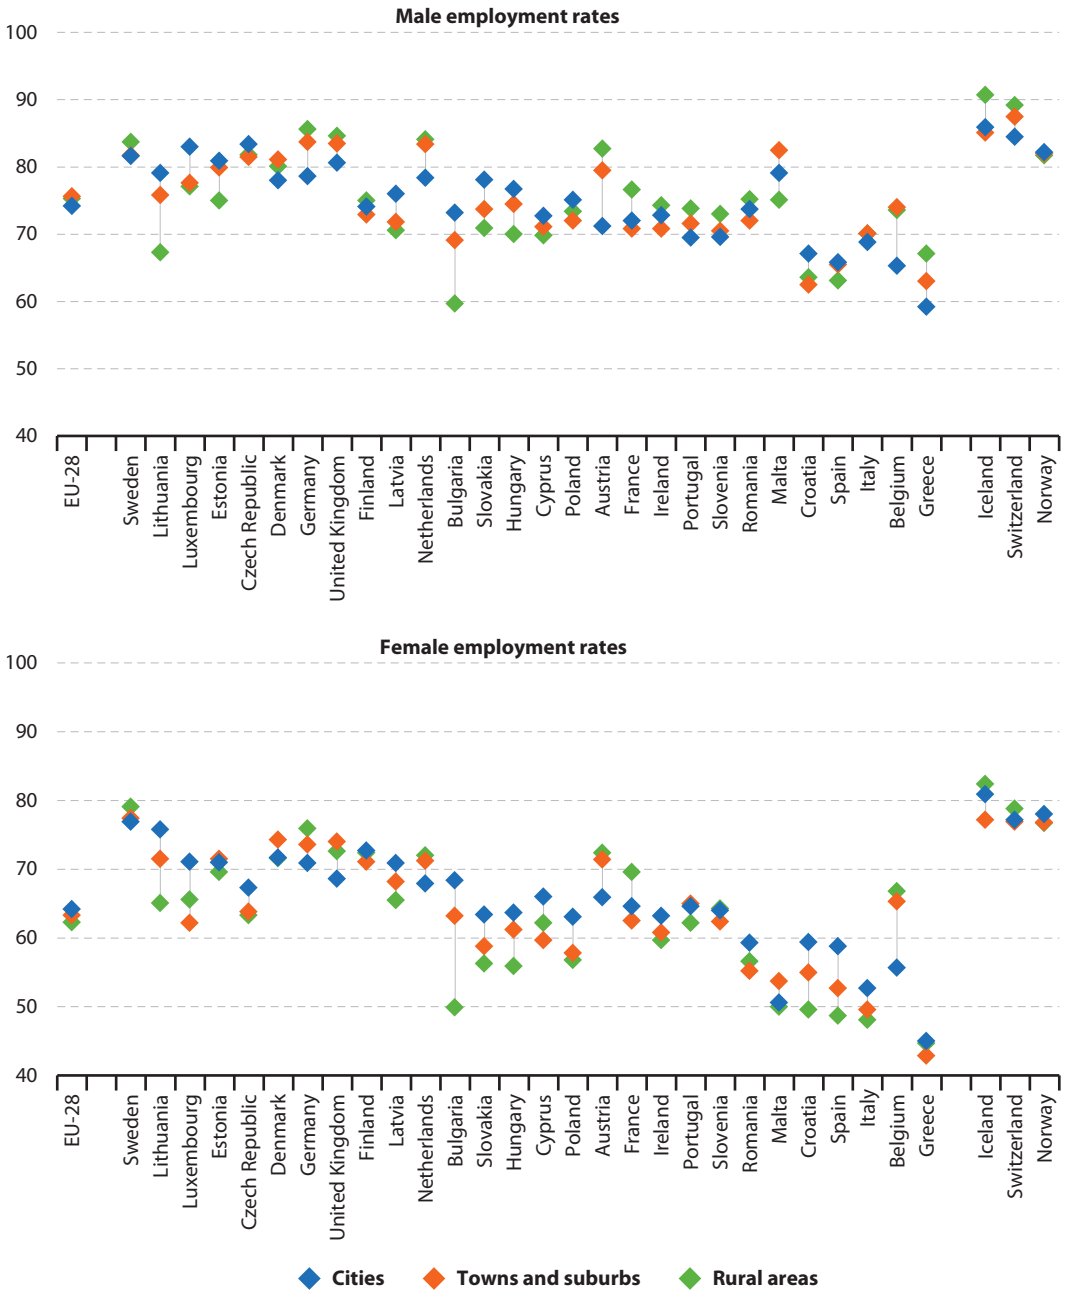 Male employment rates
100
90
80
70
60
50
40
EU-28
Sweden
Lithuania
Luxembourg
Estonia
Czech Republic
Denmark
Germany
United Kingdom
Finland
Latvia
Netherlands
Bulgaria
Slovakia
Hungary
Cyprus
Poland
Austria
France
Ireland
Portugal
Slovenia
Romania
Malta
Croatia
Spain
Italy
Belgium
Greece
Iceland
Switzerland
Norway
Female employment rates
100
90
80
70
60
50
40
EU-28
Sweden
Lithuania
Luxembourg
Estonia
Czech Republic
Denmark
Germany
United Kingdom
Finland
Latvia
Netherlands
Bulgaria
Slovakia
Hungary
Cyprus
Poland
Austria
France
Ireland
Portugal
Slovenia
Romania
Malta
Croatia
Spain
Italy
Belgium
Greece
Iceland
Switzerland
Norway
Cities Towns and suburbs Rural areas